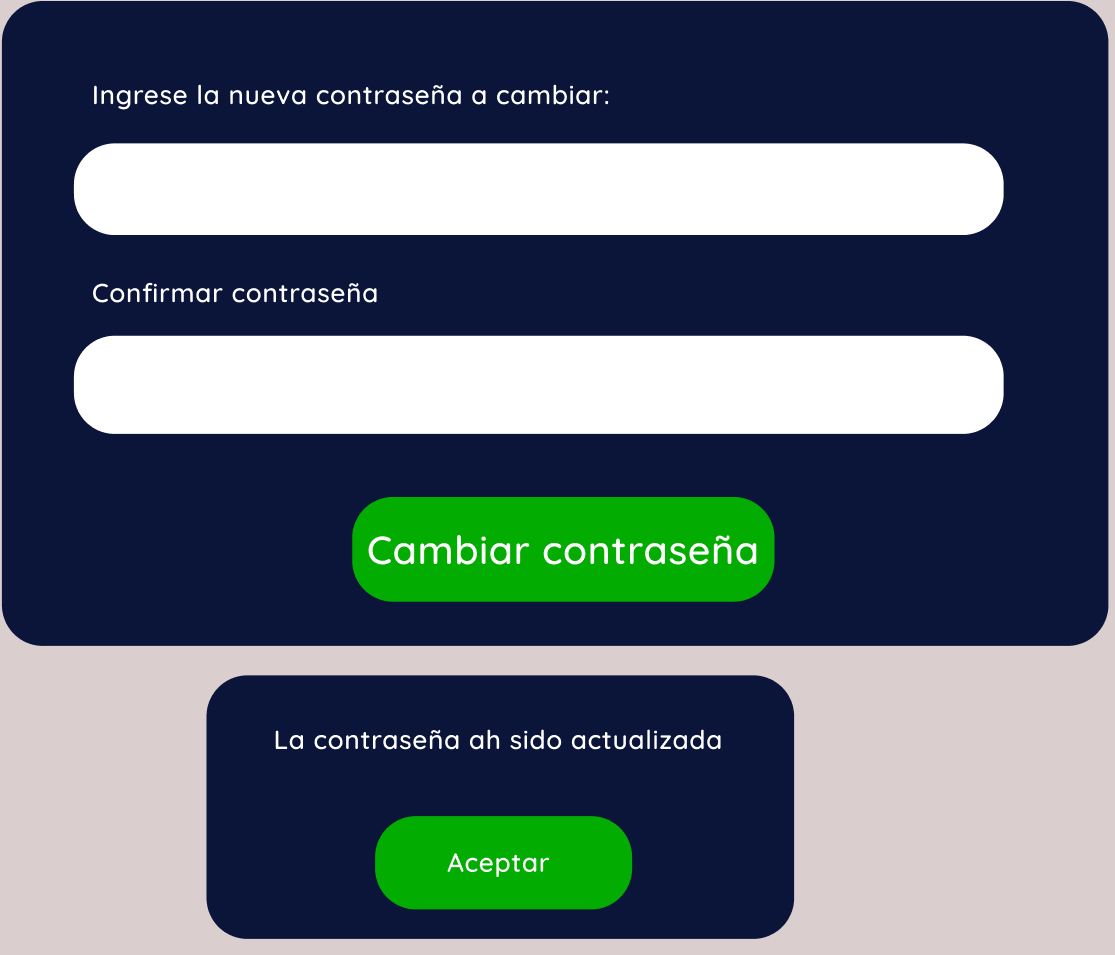 Ingrese la nueva contraseña a cambiar:
Confirmar contraseña
Cambiar contraseña
La contraseña ah sido actualizada
Aceptar